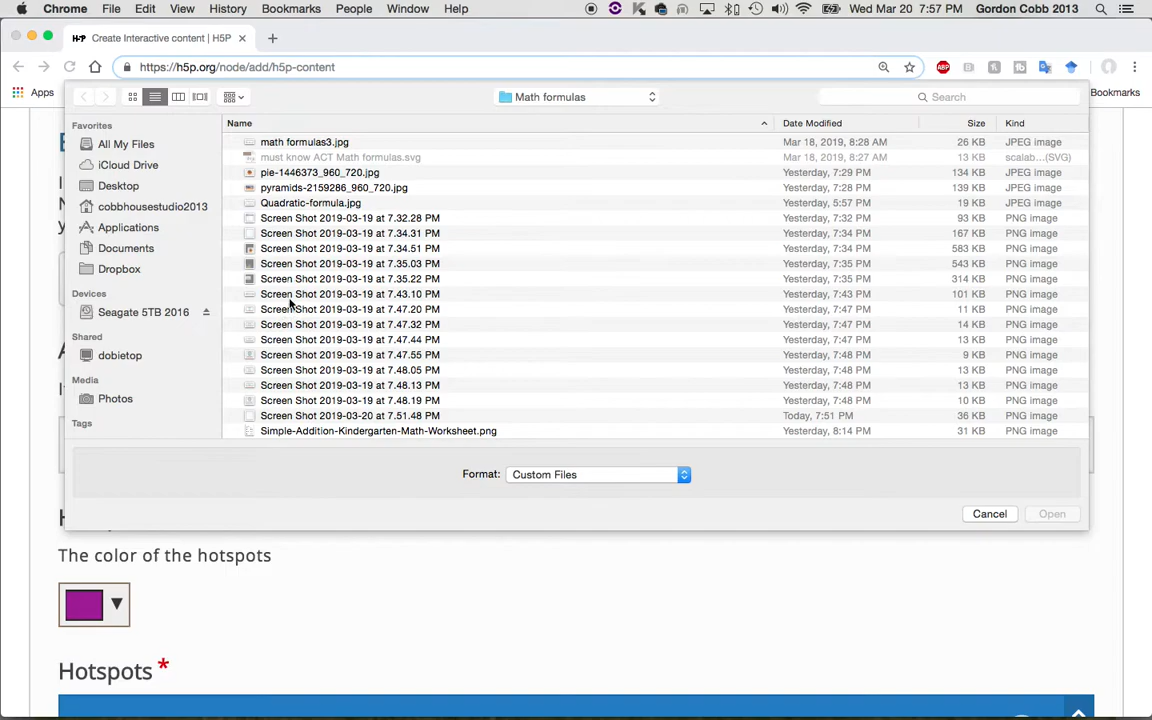 Chrome File Edit View History Bookmarks People Window Help Wed Mar 20 7:57 PM Gordon Cobb 2013
H-P Create Interactive content | H5P
https://h5p.org/node/add/h5p-content ABP
Apps Bookmarks
Math formulas Search
Favorites
All My Files
iCloud Drive
Desktop
cobbhousestudio2013
Applications
Documents
Dropbox
Devices
Seagate 5TB 2016
Shared
dobietop
Media
Photos
Tags
Name Date Modified Size Kind
math formulas3.jpg Mar 18, 2019, 8:28 AM 26 KB JPEG image
must know ACT Math formulas.svg Mar 18, 2019, 8:27 AM 13 KB scalab...(SVG)
pie-1446373_960_720.jpg Yesterday, 7:29 PM 134 KB JPEG image
pyramids-2159286_960_720.jpg Yesterday, 7:28 PM 139 KB JPEG image
Quadratic-formula.jpg Yesterday, 5:57 PM 19 KB JPEG image
Screen Shot 2019-03-19 at 7.32.28 PM Yesterday, 7:32 PM 93 KB PNG image
Screen Shot 2019-03-19 at 7.34.31 PM Yesterday, 7:34 PM 167 KB PNG image
Screen Shot 2019-03-19 at 7.34.51 PM Yesterday, 7:34 PM 583 KB PNG image
Screen Shot 2019-03-19 at 7.35.03 PM Yesterday, 7:35 PM 543 KB PNG image
Screen Shot 2019-03-19 at 7.35.22 PM Yesterday, 7:35 PM 314 KB PNG image
Screen Shot 2019-03-19 at 7.43.10 PM Yesterday, 7:43 PM 101 KB PNG image
Screen Shot 2019-03-19 at 7.47.20 PM Yesterday, 7:47 PM 11 KB PNG image
Screen Shot 2019-03-19 at 7.47.32 PM Yesterday, 7:47 PM 14 KB PNG image
Screen Shot 2019-03-19 at 7.47.44 PM Yesterday, 7:47 PM 13 KB PNG image
Screen Shot 2019-03-19 at 7.47.55 PM Yesterday, 7:48 PM 9 KB PNG image
Screen Shot 2019-03-19 at 7.48.05 PM Yesterday, 7:48 PM 13 KB PNG image
Screen Shot 2019-03-19 at 7.48.13 PM Yesterday, 7:48 PM 13 KB PNG image
Screen Shot 2019-03-19 at 7.48.19 PM Yesterday, 7:48 PM 10 KB PNG image
Screen Shot 2019-03-20 at 7.51.48 PM Today, 7:51 PM 36 KB PNG image
Simple-Addition-Kindergarten-Math-Worksheet.png Yesterday, 8:14 PM 31 KB PNG image
Format: Custom Files
Cancel Open
The color of the hotspots
Hotspots *